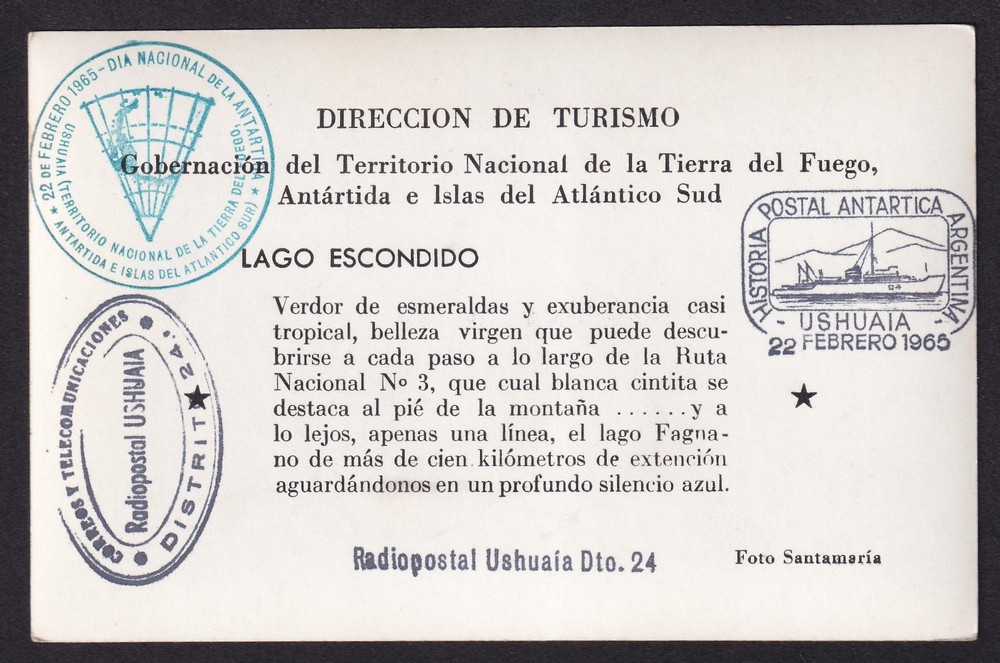 22 DE FEBRERO 1965 - DIA NACIONAL DE LA ANTARTIDA
USHUAIA (TERRITORIO NACIONAL DE LA TIERRA DEL FUEGO,
ANTARTIDA E ISLAS DEL ATLANTICO SUR)
DIRECCION DE TURISMO
Gobernación del Territorio Nacional de la Tierra del Fuego,
Antártida e Islas del Atlántico Sud
HISTORIA POSTAL ANTARTICA ARGENTINA
- USHUAIA -
22 FEBRERO 1965
LAGO ESCONDIDO
Verdor de esmeraldas y exuberancia casi
tropical, belleza virgen que puede descu-
brirse a cada paso a lo largo de la Ruta
Nacional Nº 3, que cual blanca cintita se
destaca al pié de la montaña ......y a
lo lejos, apenas una línea, el lago Fagna-
no de más de cien kilómetros de extención
aguardándonos en un profundo silencio azul.
CORREOS Y TELECOMUNICACIONES
Radiopostal USHUAIA
DISTRITO 24.º
Radiopostal Ushuaía Dto. 24
Foto Santamaría